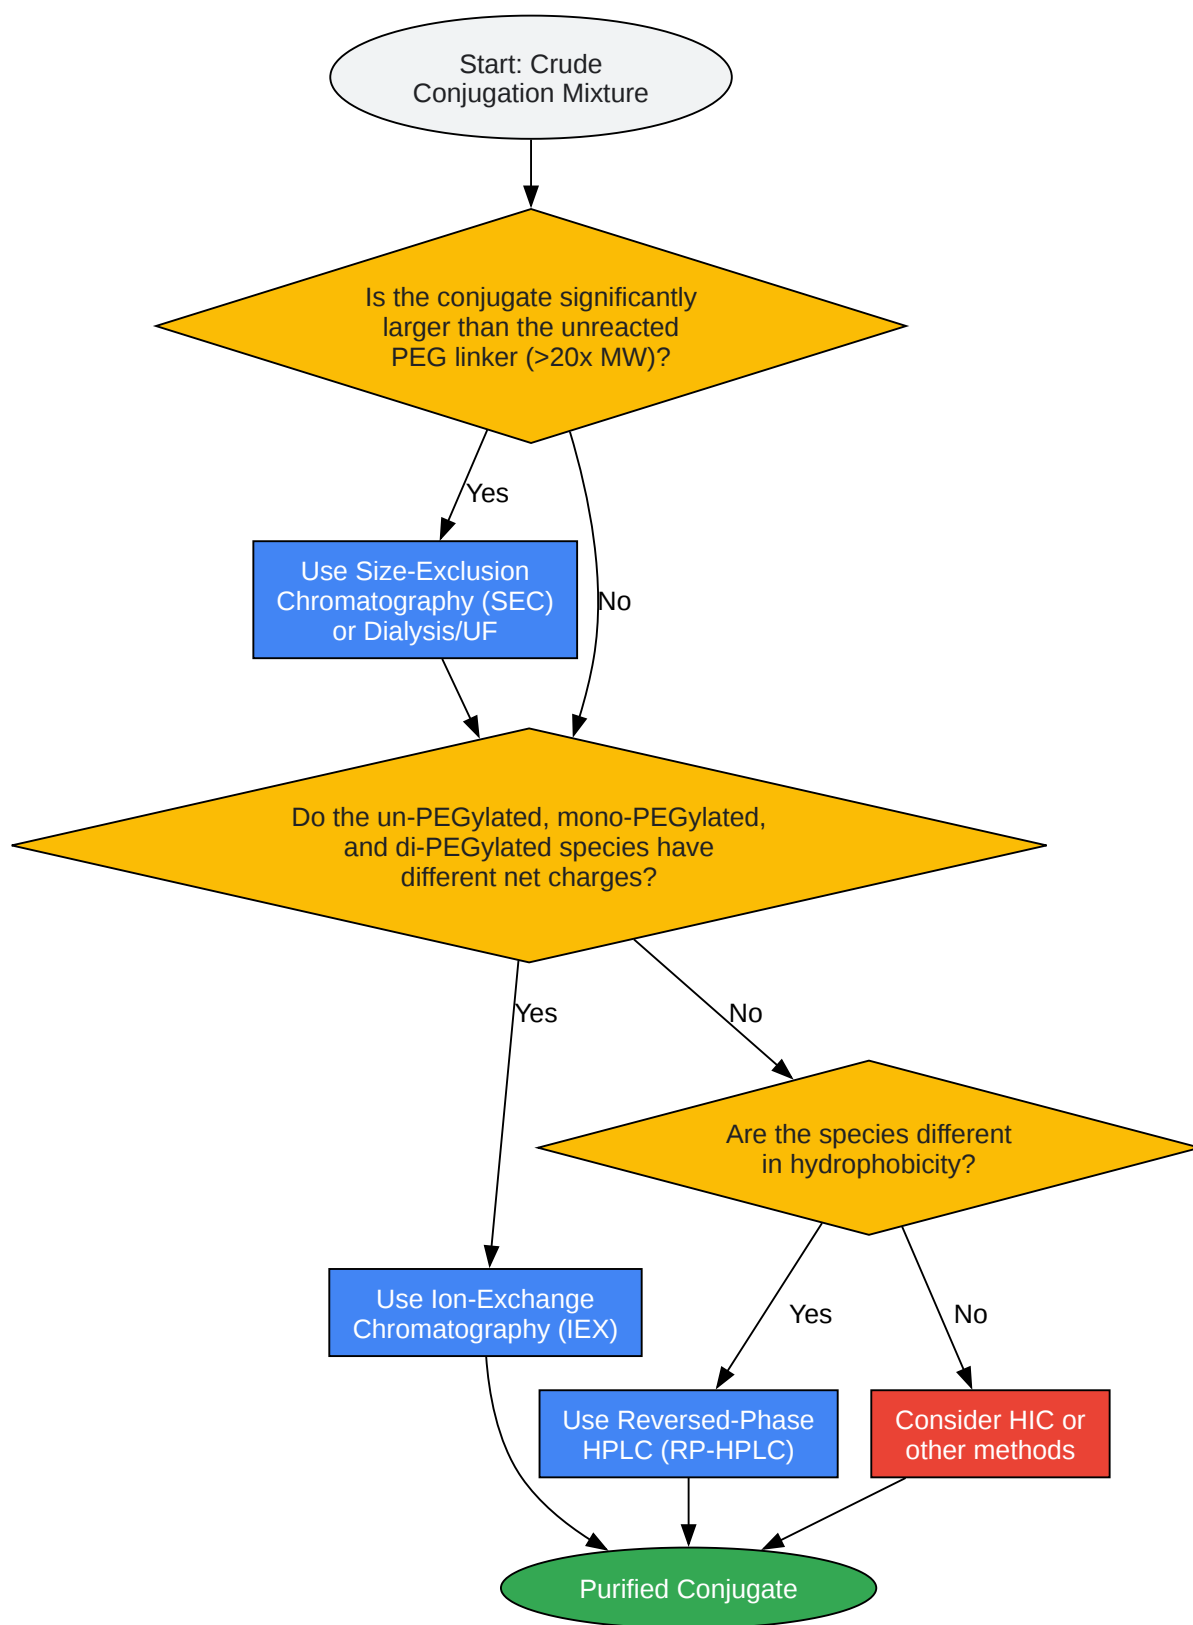 Start: Crude
Conjugation Mixture
Is the conjugate significantly
larger than the unreacted
PEG linker (>20x MW)?
Yes
No
Use Size-Exclusion
Chromatography (SEC)
or Dialysis/UF
Do the un-PEGylated, mono-PEGylated,
and di-PEGylated species have
different net charges?
Yes
No
Are the species different
in hydrophobicity?
Use Ion-Exchange
Chromatography (IEX)
Yes
No
Use Reversed-Phase
HPLC (RP-HPLC)
Consider HIC or
other methods
Purified Conjugate